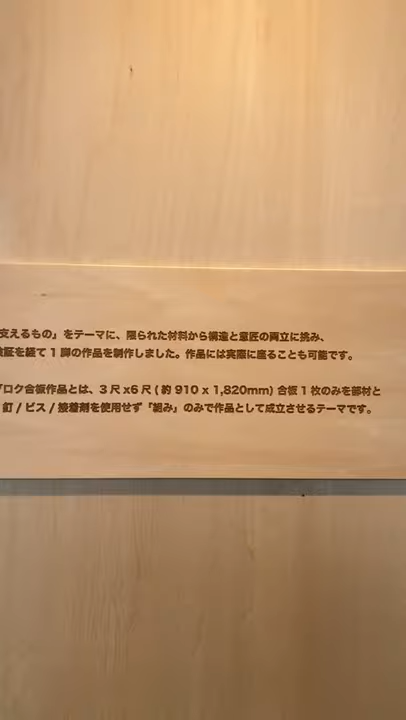 支えるもの』をテーマに、限られた材料から構造と意匠の両立に挑み、
検証を経て 1 脚の作品を制作しました。作品には実際に座ることも可能です。
ブロク合板作品とは、3 尺 x6 尺 ( 約 910 x 1,820mm) 合板 1 枚のみを部材と
釘 / ビス / 接着剤を使用せず「組み」のみで作品として成立させるテーマです。